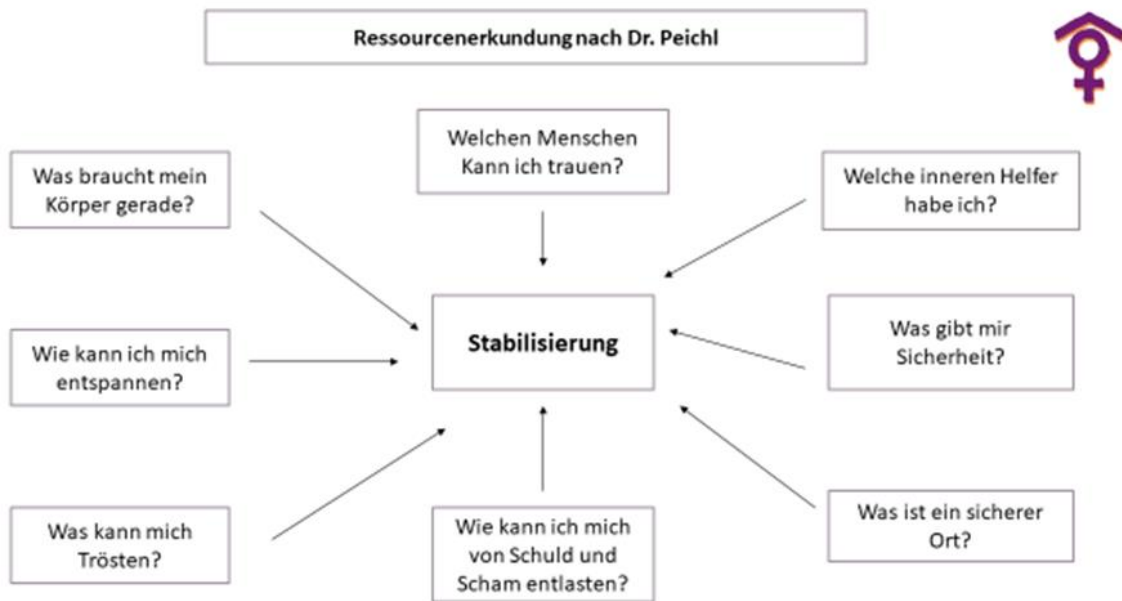 Ressourcenerkundung nach Dr. Peichl
Welchen Menschen
Kann ich trauen?
Was braucht mein
Körper gerade?
Welche inneren Helfer
habe ich?
Stabilisierung
Was gibt mir
Sicherheit?
Wie kann ich mich
entspannen?
Was kann mich
Trösten?
Wie kann ich mich
von Schuld und
Scham entlasten?
Was ist ein sicherer
Ort?